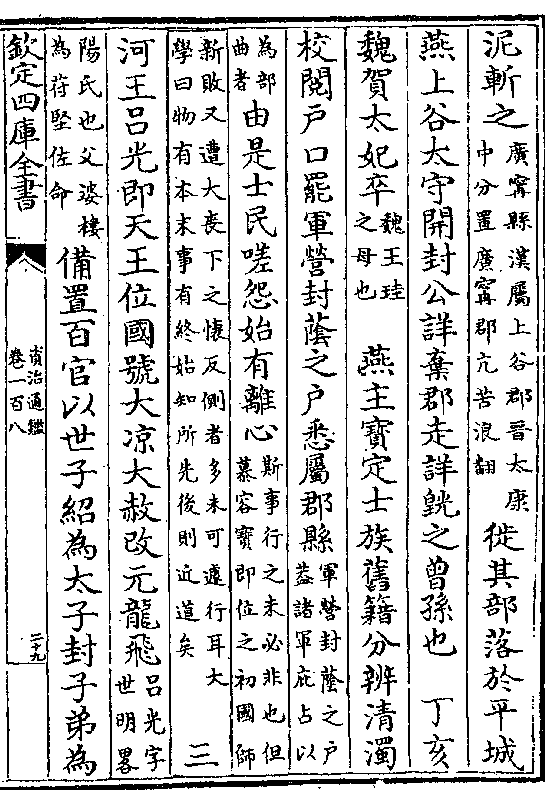 泥斬之廣甯縣漢屬上谷郡晉太康中分置廣甯郡亢苦浪翻徙其部落於平城
燕上谷太守開封公詳棄郡走詳皝之曾孫也 丁亥
魏賀太妃卒魏王珪之母也 燕主寶定士族舊籍分辨清濁
校閱戶口罷軍營封蔭之户悉屬郡縣軍營封蔭之户葢諸軍庇占以
為部曲者由是士民嗟怨始有離心斯事行之未必非也但慕容寶即位之初國師
新敗又遭大喪下之懐反側者多未可遽行耳大學曰物有本末事有終始知所先後則近道矣 三
河王吕光即天王位國號大凉大赦改元龍飛吕光字世明畧
陽氏也父婆樓為苻堅佐命備置百官以世子紹為太子封子弟為
欽定四庫全書
資治通鑑
卷一百八
二十九